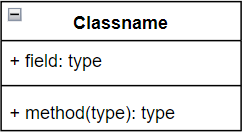 Classname
+ field: type
+ method(type): type